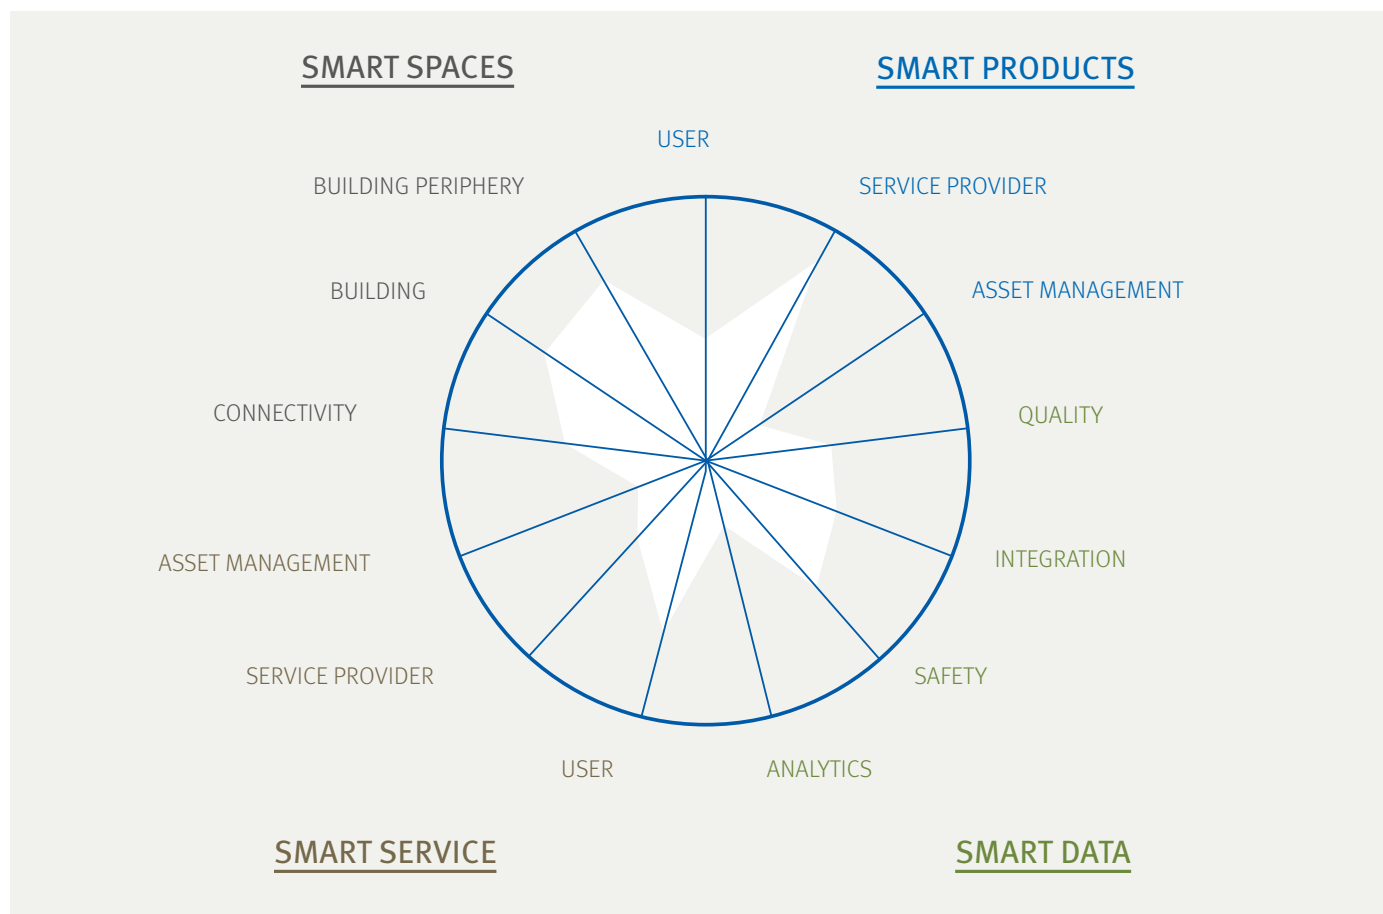 SMART SPACES
SMART PRODUCTS
USER
BUILDING PERIPHERY
SERVICE PROVIDER
BUILDING
ASSET MANAGEMENT
CONNECTIVITY
QUALITY
ASSET MANAGEMENT
INTEGRATION
SERVICE PROVIDER
SAFETY
USER
ANALYTICS
SMART SERVICE
SMART DATA